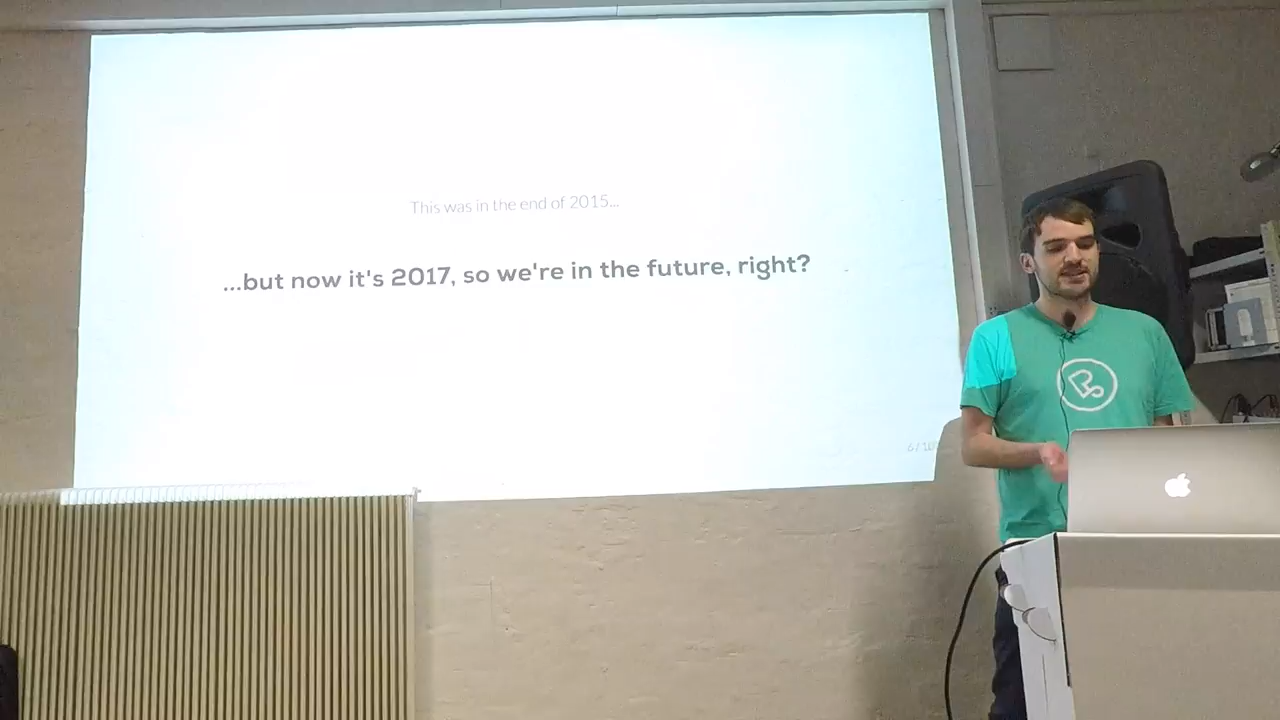 This was in the end of 2015...
...but now it's 2017, so we're in the future, right?